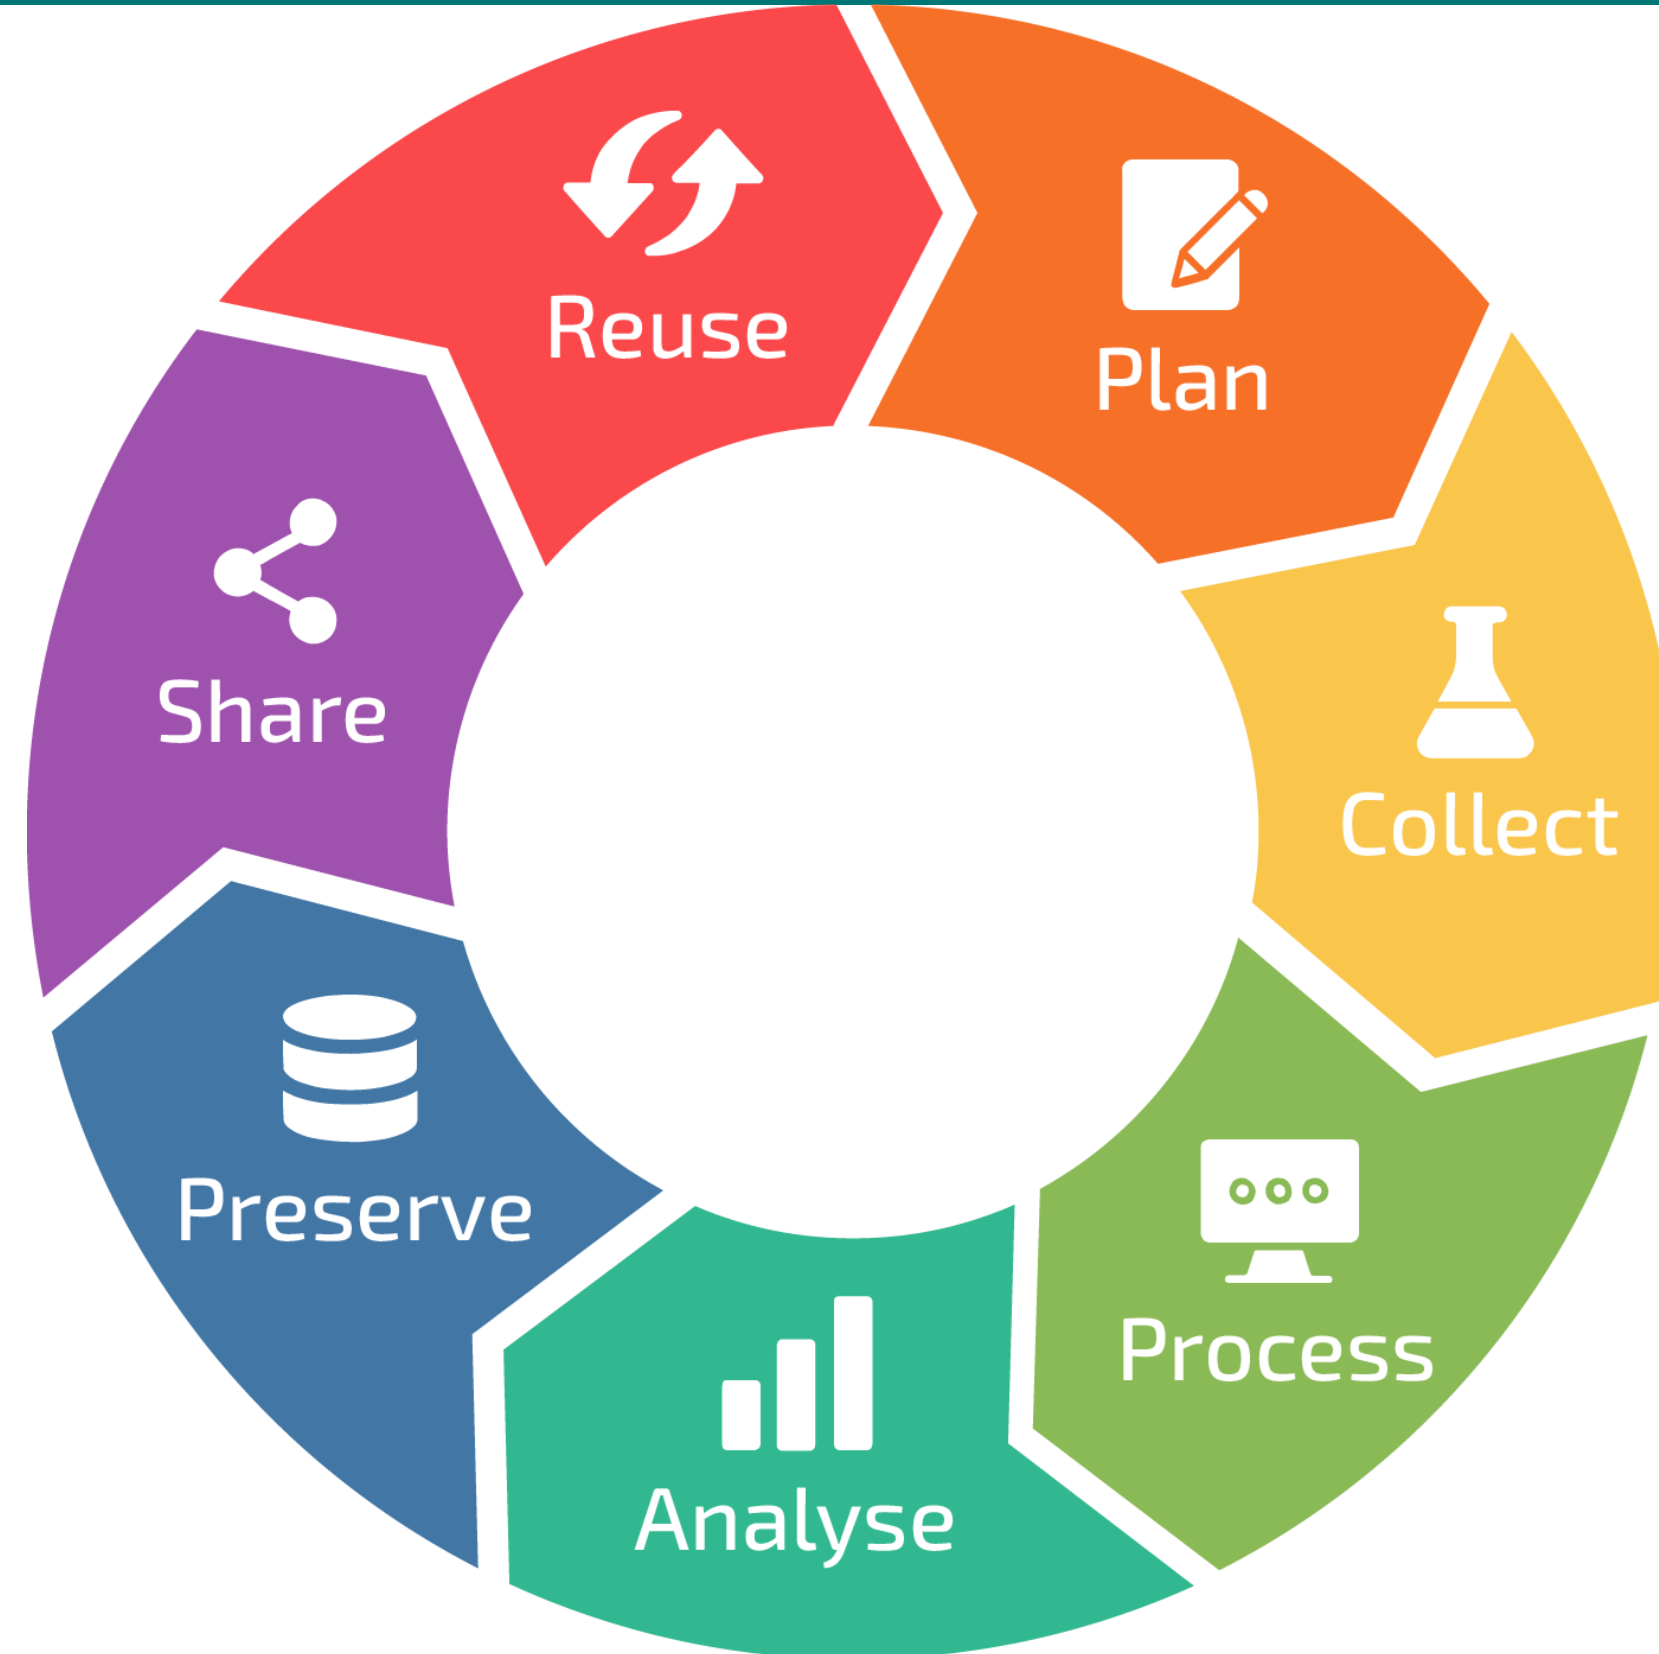 Reuse
Plan
Collect
Process
Analyse
Preserve
Share